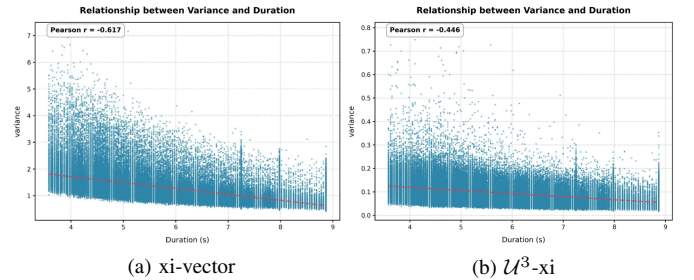 Relationship between Variance and Duration
Pearson r = -0.617
7
6
5
4
3
2
1
variance
4 5 6 7 8 9
Duration (s)
(a) xi-vector
Relationship between Variance and Duration
Pearson r = -0.446
0.8
0.7
0.6
0.5
0.4
0.3
0.2
0.1
0.0
variance
4 5 6 7 8 9
Duration (s)
(b) 𝒰³-xi